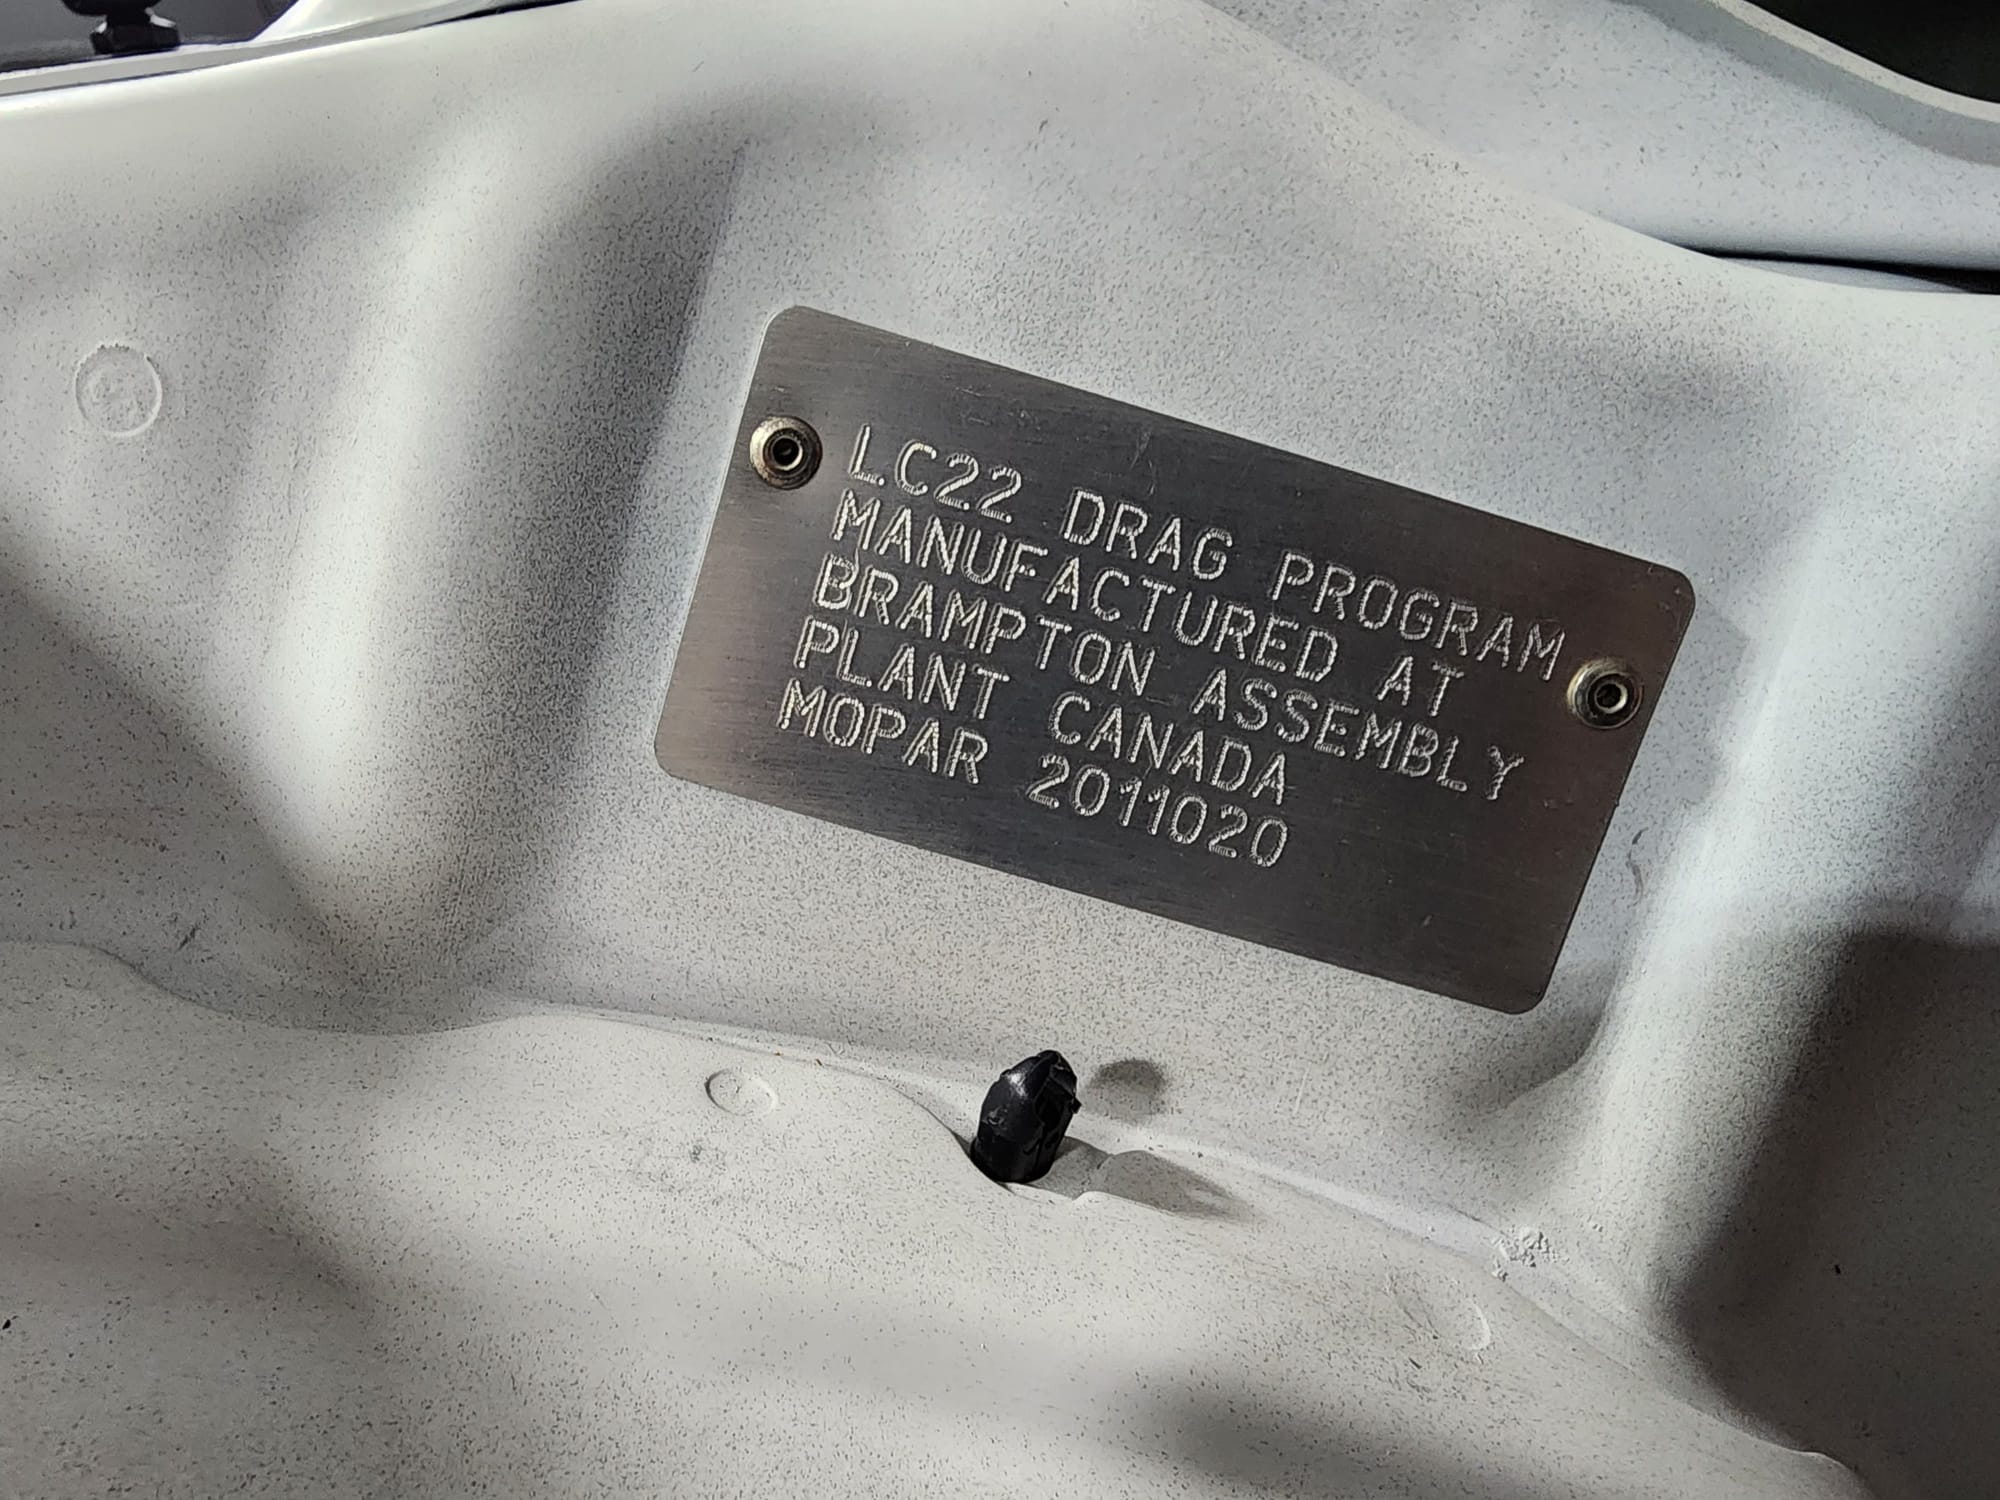 LC22 DRAG PROGRAM
MANUFACTURED AT
BRAMPTON ASSEMBLY
PLANT CANADA
MOPAR 2011020